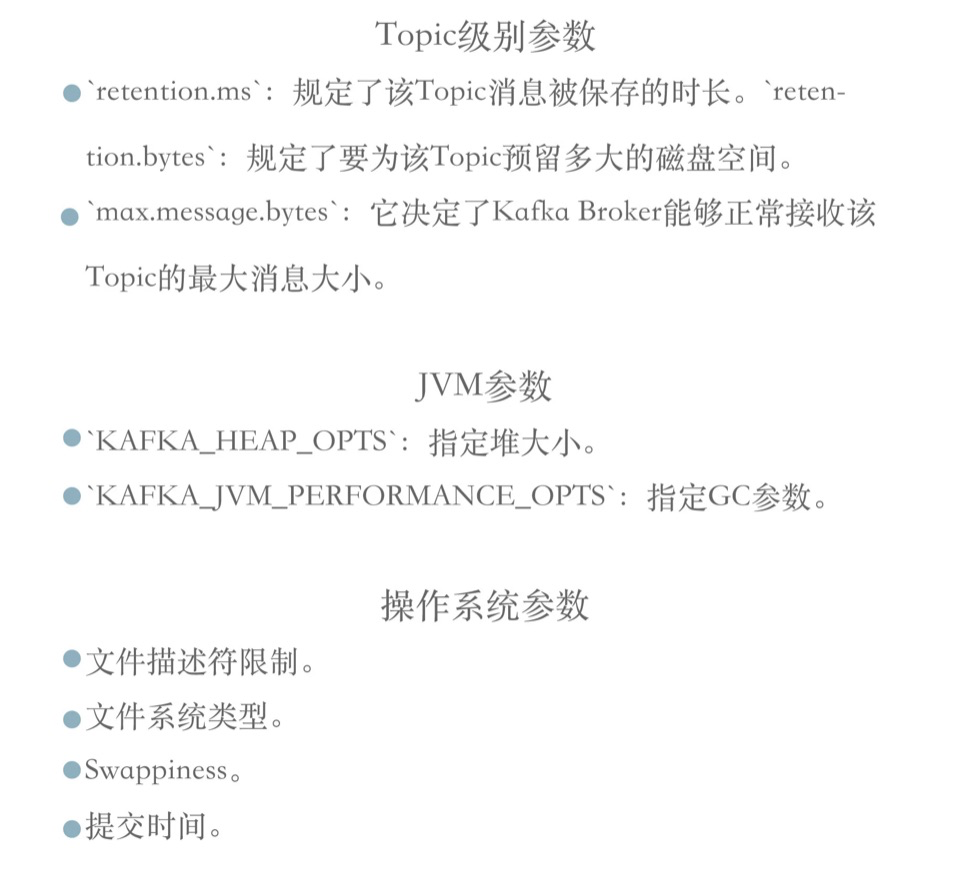 Topic级别参数
`retention.ms`：规定了该Topic消息被保存的时长。`reten-
tion.bytes`：规定了要为该Topic预留多大的磁盘空间。
`max.message.bytes`：它决定了Kafka Broker能够正常接收该
Topic的最大消息大小。
JVM参数
`KAFKA_HEAP_OPTS`：指定堆大小。
`KAFKA_JVM_PERFORMANCE_OPTS`：指定GC参数。
操作系统参数
文件描述符限制。
文件系统类型。
Swappiness。
提交时间。